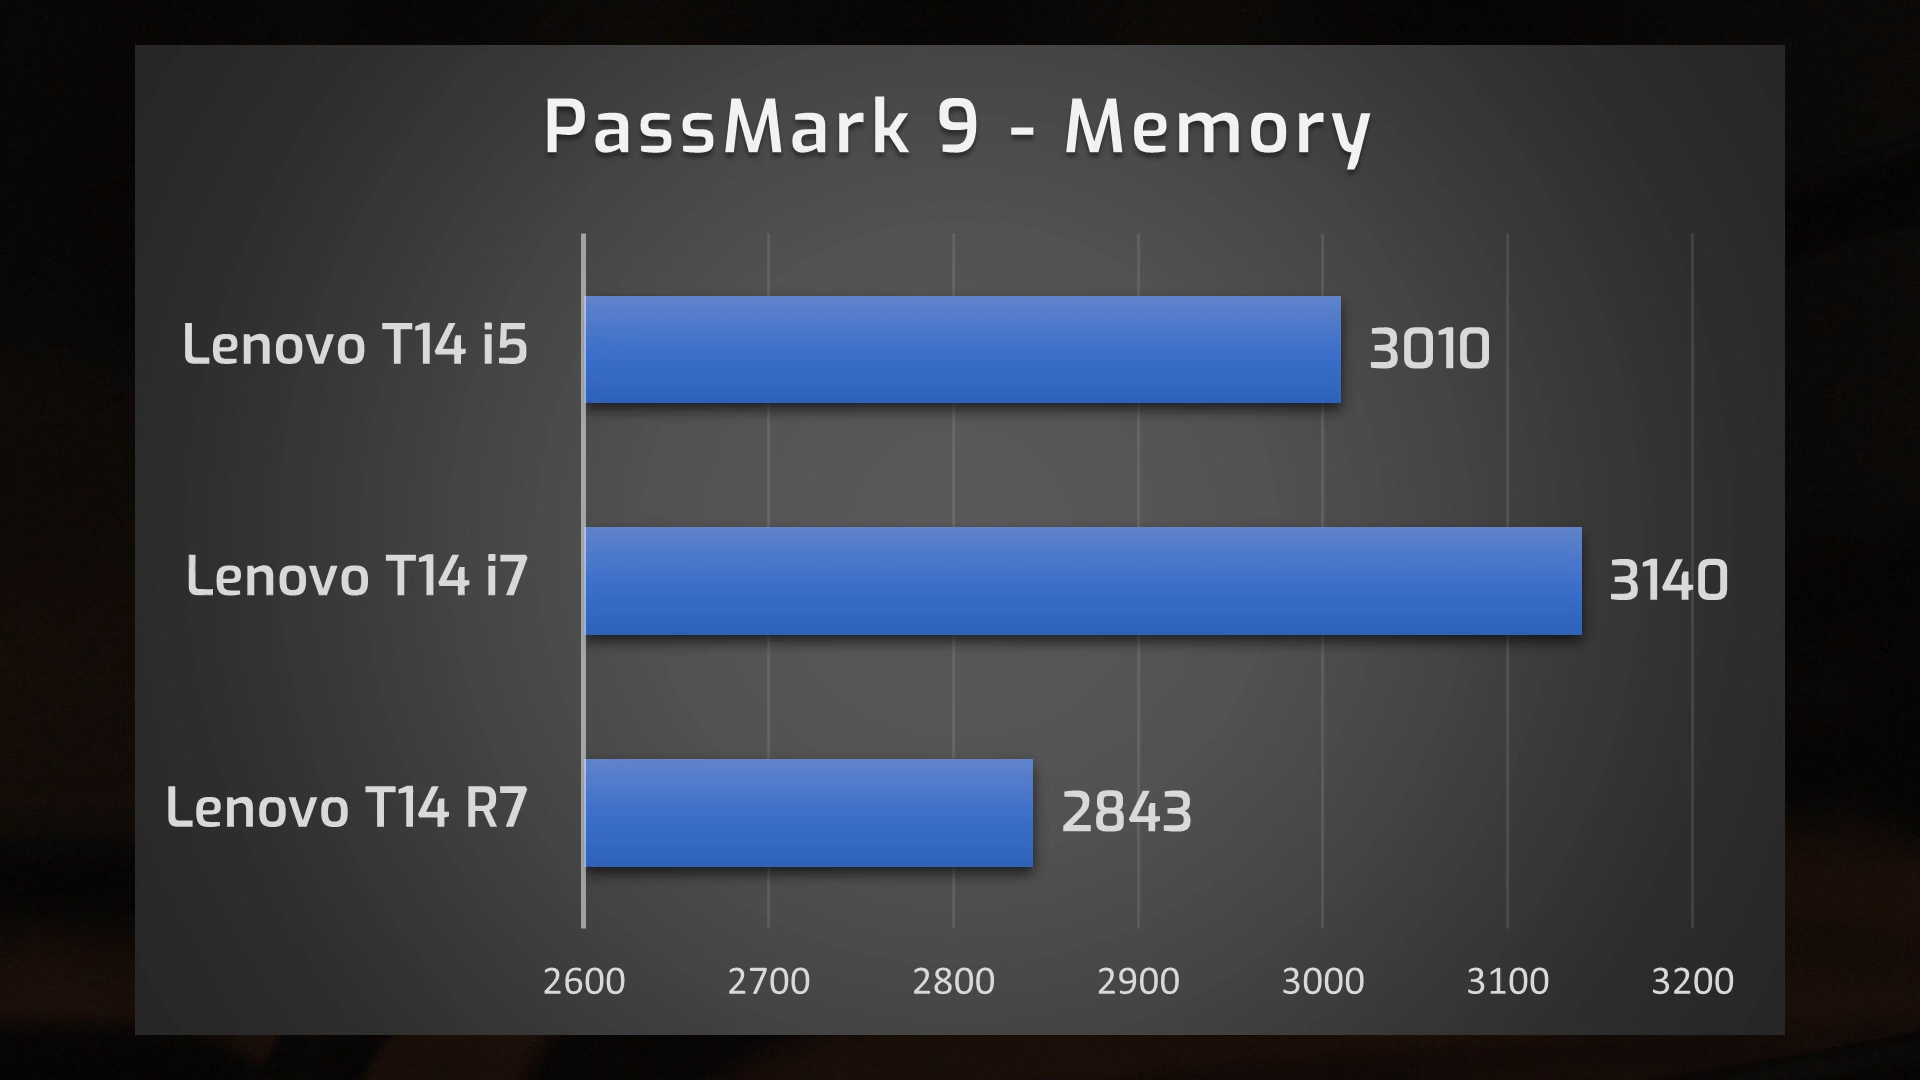 PassMark 9 - Memory
Lenovo T14 i5
3010
Lenovo T14 i7
3140
Lenovo T14 R7
2843
2600 2700 2800 2900 3000 3100 3200